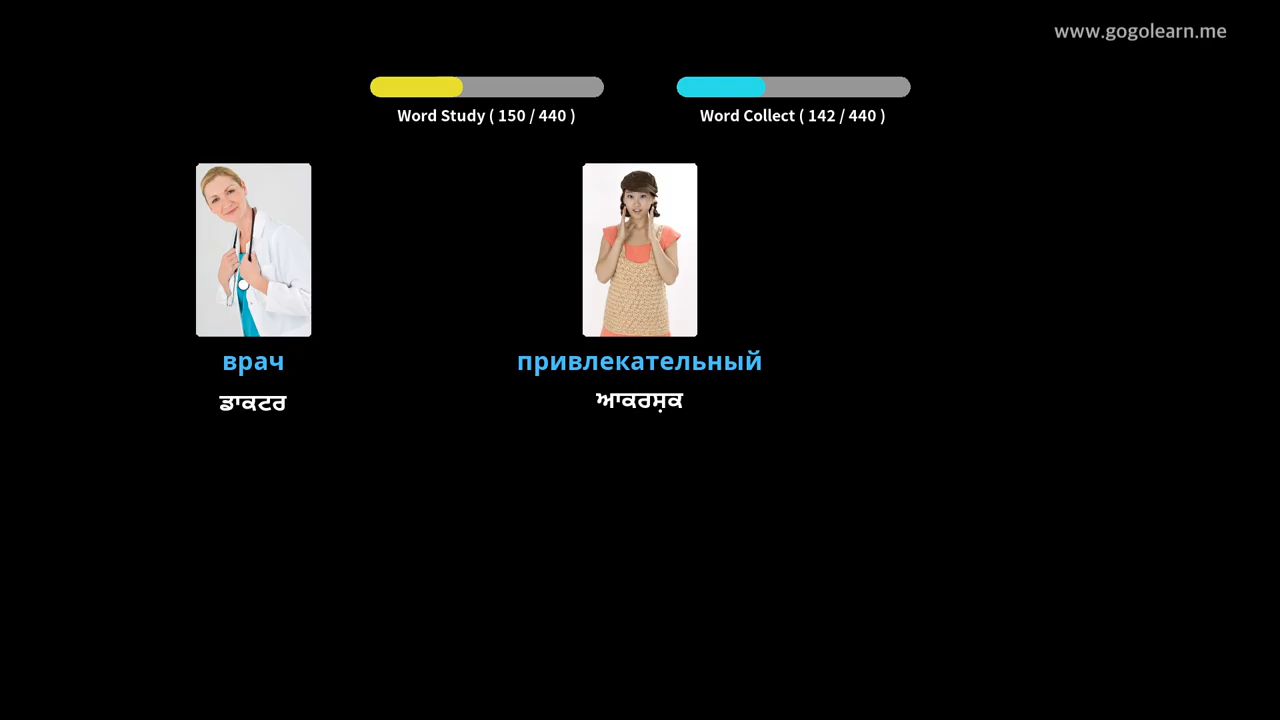 www.gogolearn.me
Word Study ( 150 / 440 )
Word Collect ( 142 / 440 )
врач
привлекательный
ਡਾਕਟਰ
ਆਕਰਸ਼ਕ